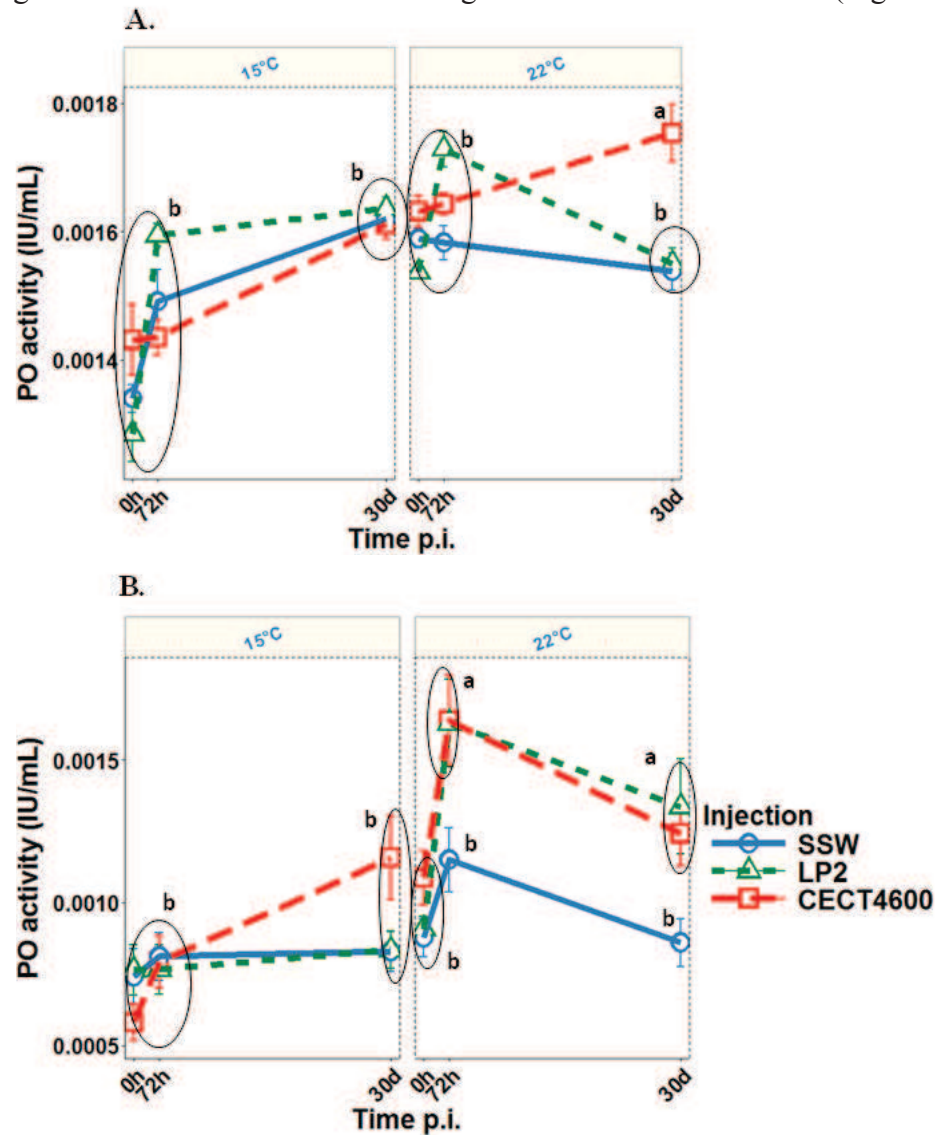 A.
15°C 22°C
0.0018
0.0016
0.0014
PO activity (IU/mL)
b b b a b
0h 72h 30d 0h 72h 30d
Time p.i.
B.
15°C 22°C
0.0015
0.0010
0.0005
PO activity (IU/mL)
b b a b b a b
0h 72h 30d 0h 72h 30d
Time p.i.
Injection
SSW
LP2
CECT4600